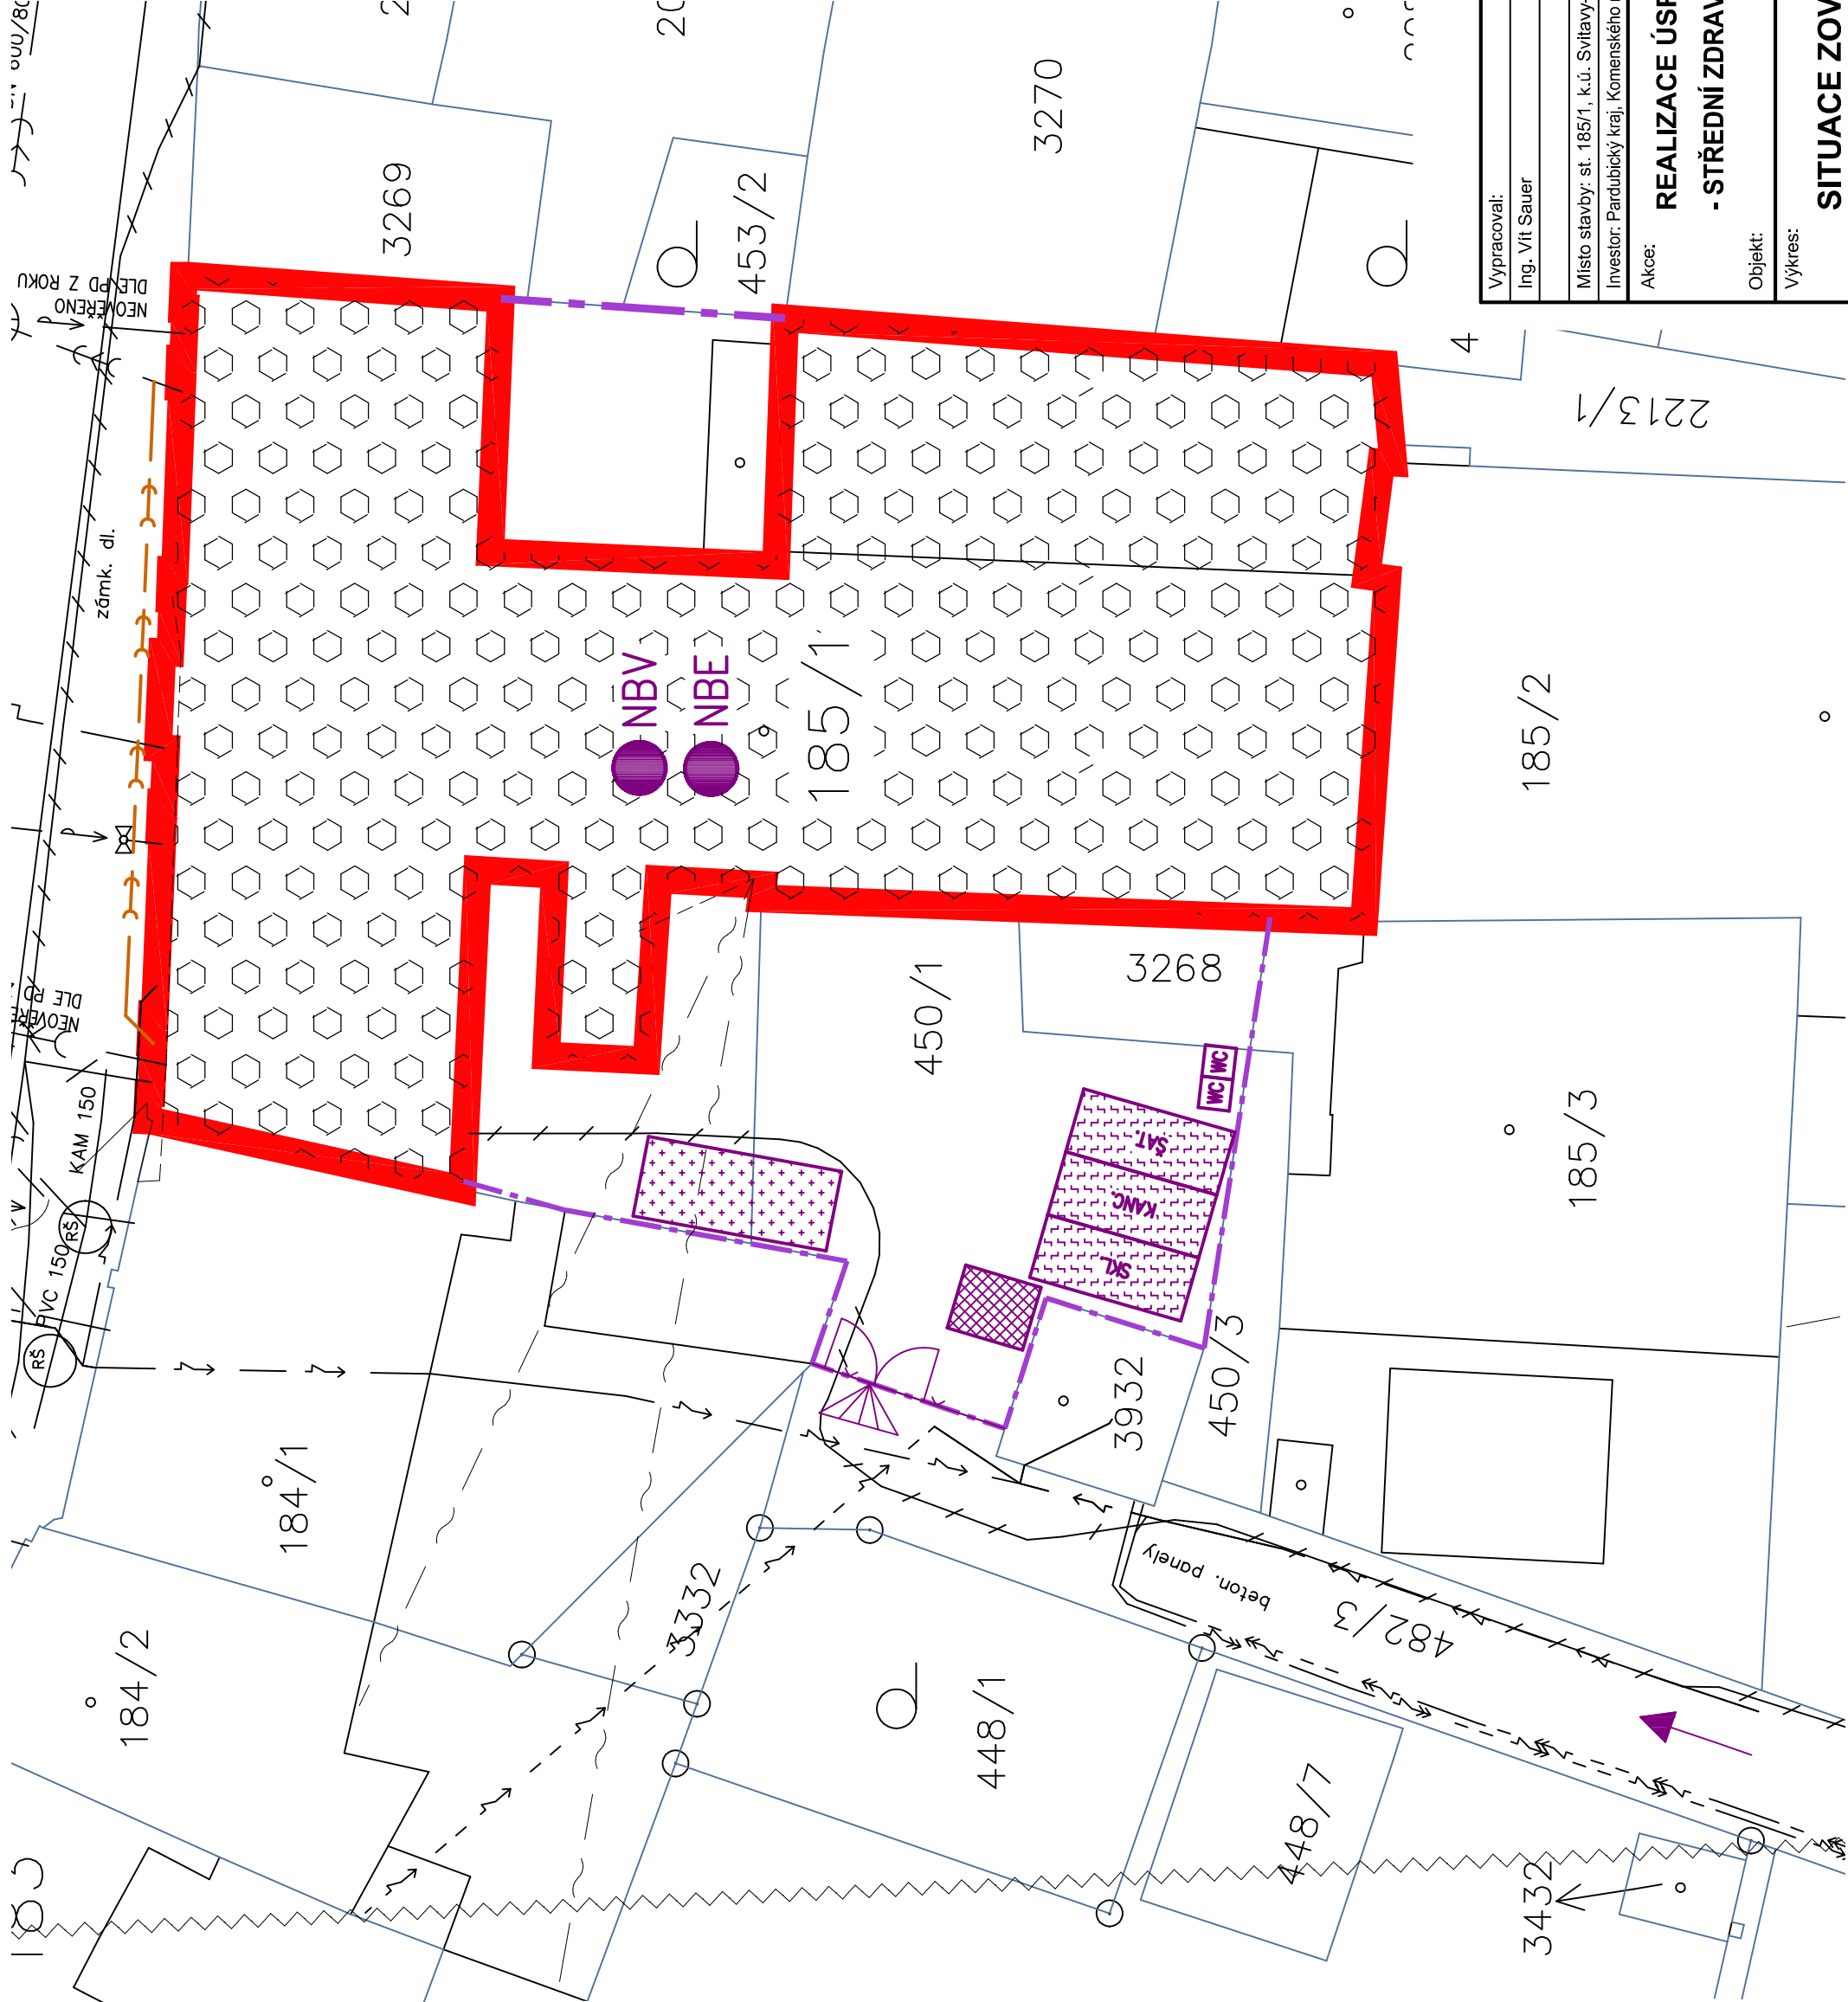 3269
453/2
3270
DLE PD Z ROKU
NEOVĚŘENO
zámk. dl.
4
2213/1
NBV
NBE
185/1
185/2
DLE PD
KAM 150
PVC 150
RŠ
RŠ
450/1
3268
WC
WC
SAT.
KANC.
SKL.
185/3
450/3
3932
184/1
184/2
3332
beton. panely
482/3
448/1
448/7
3432
Vypracoval:
Ing. Vít Sauer
Místo stavby: st. 185/1, k.ú. Svitavy-
Investor: Pardubický kraj, Komenského
Akce:
REALIZACE ÚSP
- STŘEDNÍ ZDRAV
Objekt:
Výkres:
SITUACE ZOV